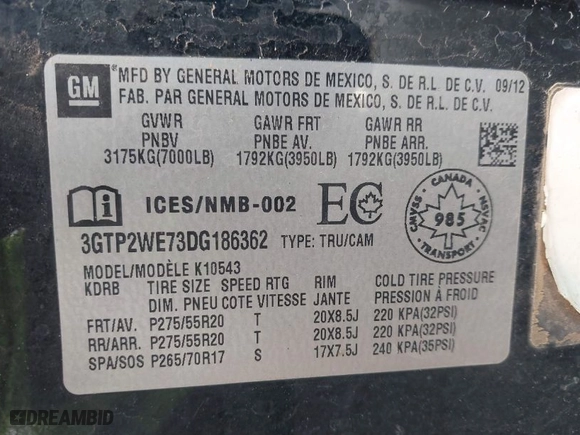 GM
*MFD BY GENERAL MOTORS DE MEXICO, S. DE R.L. DE C.V. 09/12
FAB. PAR GENERAL MOTORS DE MEXICO, S. DE R.L. DE C.V.
GVWR GAWR FRT GAWR RR
PNBV PNBE AV. PNBE ARR.
3175KG(7000LB) 1792KG(3950LB) 1792KG(3950LB)
ICES/NMB-002 EC
CMVSS NSVAC 985 CANADA TRANSPORT
3GTP2WE73DG186362 TYPE: TRU/CAM
MODEL/MODÈLE K10543
KDRB TIRE SIZE SPEED RTG RIM COLD TIRE PRESSURE
DIM. PNEU COTE VITESSE JANTE PRESSION À FROID
FRT/AV. P275/55R20 T 20X8.5J 220 KPA(32PSI)
RR/ARR. P275/55R20 T 20X8.5J 220 KPA(32PSI)
SPA/SOS P265/70R17 S 17X7.5J 240 KPA(35PSI)
DREAMBID